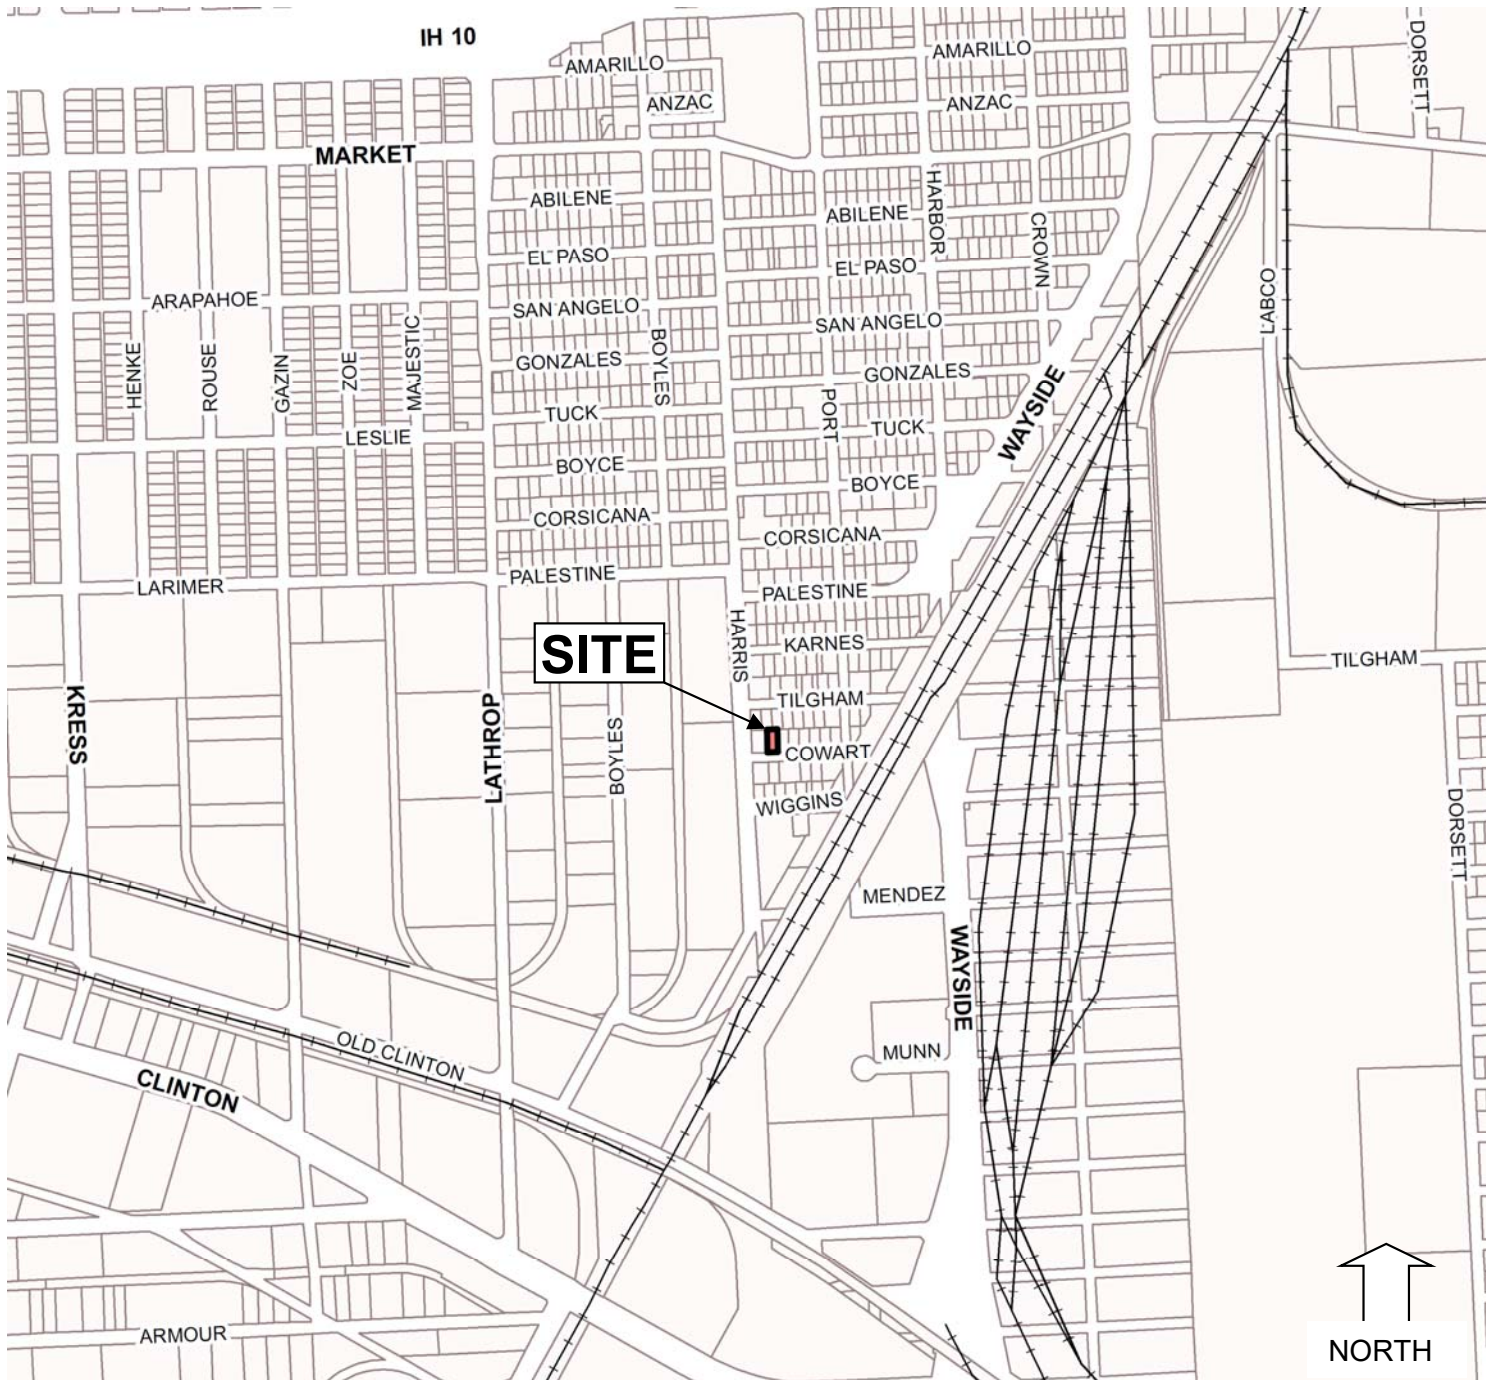 IH 10
AMARILLO
AMARILLO
DORSETT
ANZAC
ANZAC
MARKET
ABILENE
ABILENE
HARBOR
CROWN
EL PASO
EL PASO
LABCO
ARAPAHOE
SAN ANGELO
SAN ANGELO
HENKE
ROUSE
GAZIN
ZOE
MAJESTIC
GONZALES
BOYLES
GONZALES
WAYSIDE
TUCK
PORT
TUCK
LESLIE
BOYCE
BOYCE
CORSICANA
CORSICANA
LARIMER
PALESTINE
PALESTINE
HARRIS
KARNES
SITE
TILGHAM
TILGHAM
KRESS
LATHROP
BOYLES
COWART
WIGGINS
DORSETT
MENDEZ
WAYSIDE
OLD CLINTON
MUNN
CLINTON
ARMOUR
NORTH